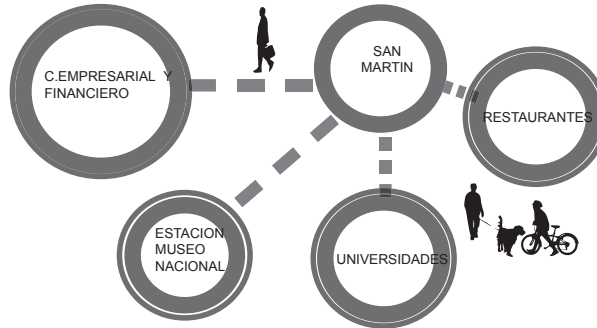 C.EMPRESARIAL Y
FINANCIERO
SAN
MARTIN
RESTAURANTES
ESTACION
MUSEO
NACIONAL
UNIVERSIDADES